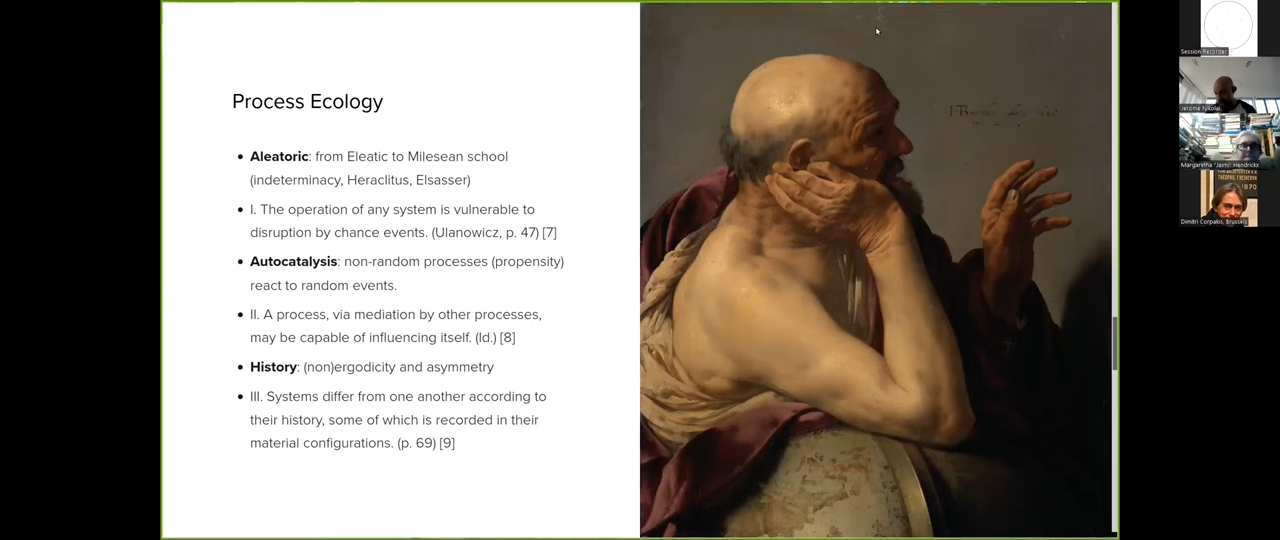 Process Ecology
• Aleatoric: from Eleatic to Milesean school
(indeterminacy, Heraclitus, Elsasser)
• I. The operation of any system is vulnerable to
disruption by chance events. (Ulanowicz, p. 47) [7]
• Autocatalysis: non-random processes (propensity)
react to random events.
• II. A process, via mediation by other processes,
may be capable of influencing itself. (Id.) [8]
• History: (non)ergodicity and asymmetry
• III. Systems differ from one another according to
their history, some of which is recorded in their
material configurations. (p. 69) [9]
Session Recorder
Jerome Nikolai
Margaretha "Jaimi" Hendrickx
THEOPHIL
1870
Dimitri Corpakis, Brussels